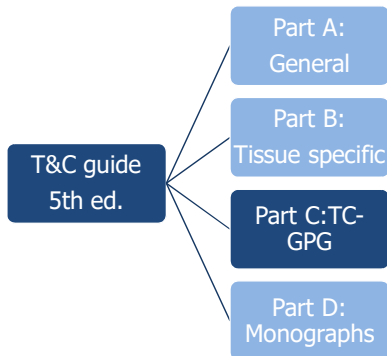 T&C guide
5th ed.
Part A:
General
Part B:
Tissue specific
Part C:TC-
GPG
Part D:
Monographs